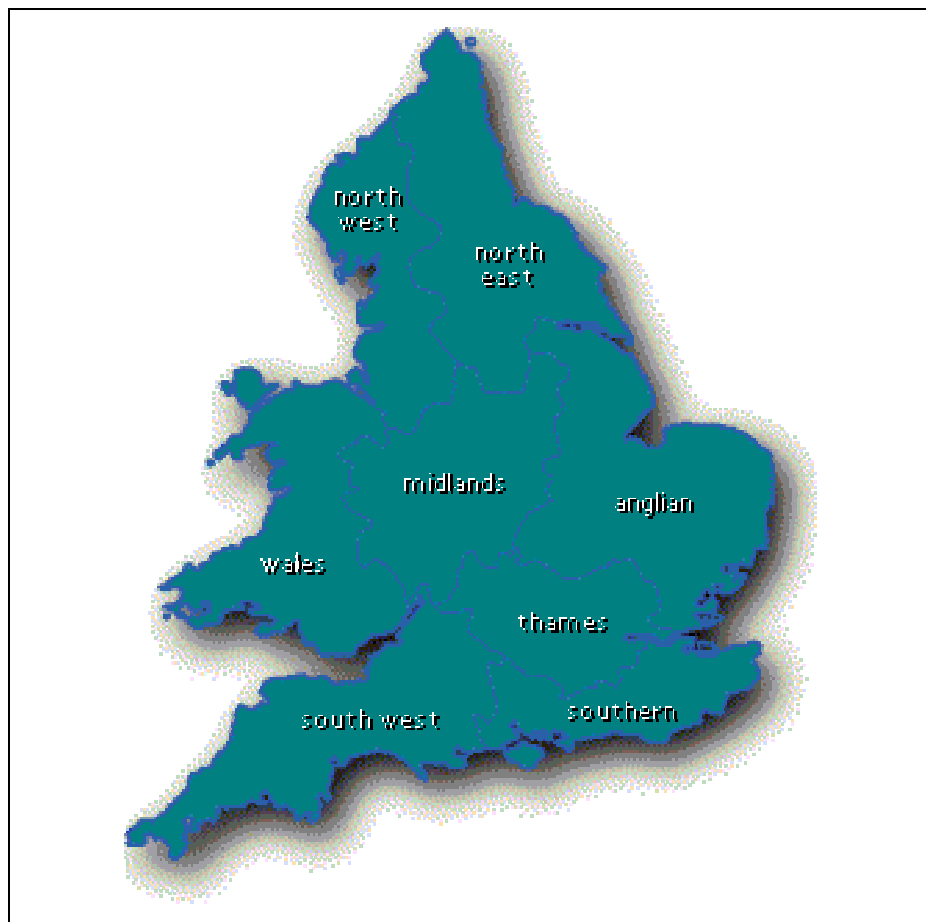 north
west
north
east
midlands
anglian
wales
thames
southern
south west